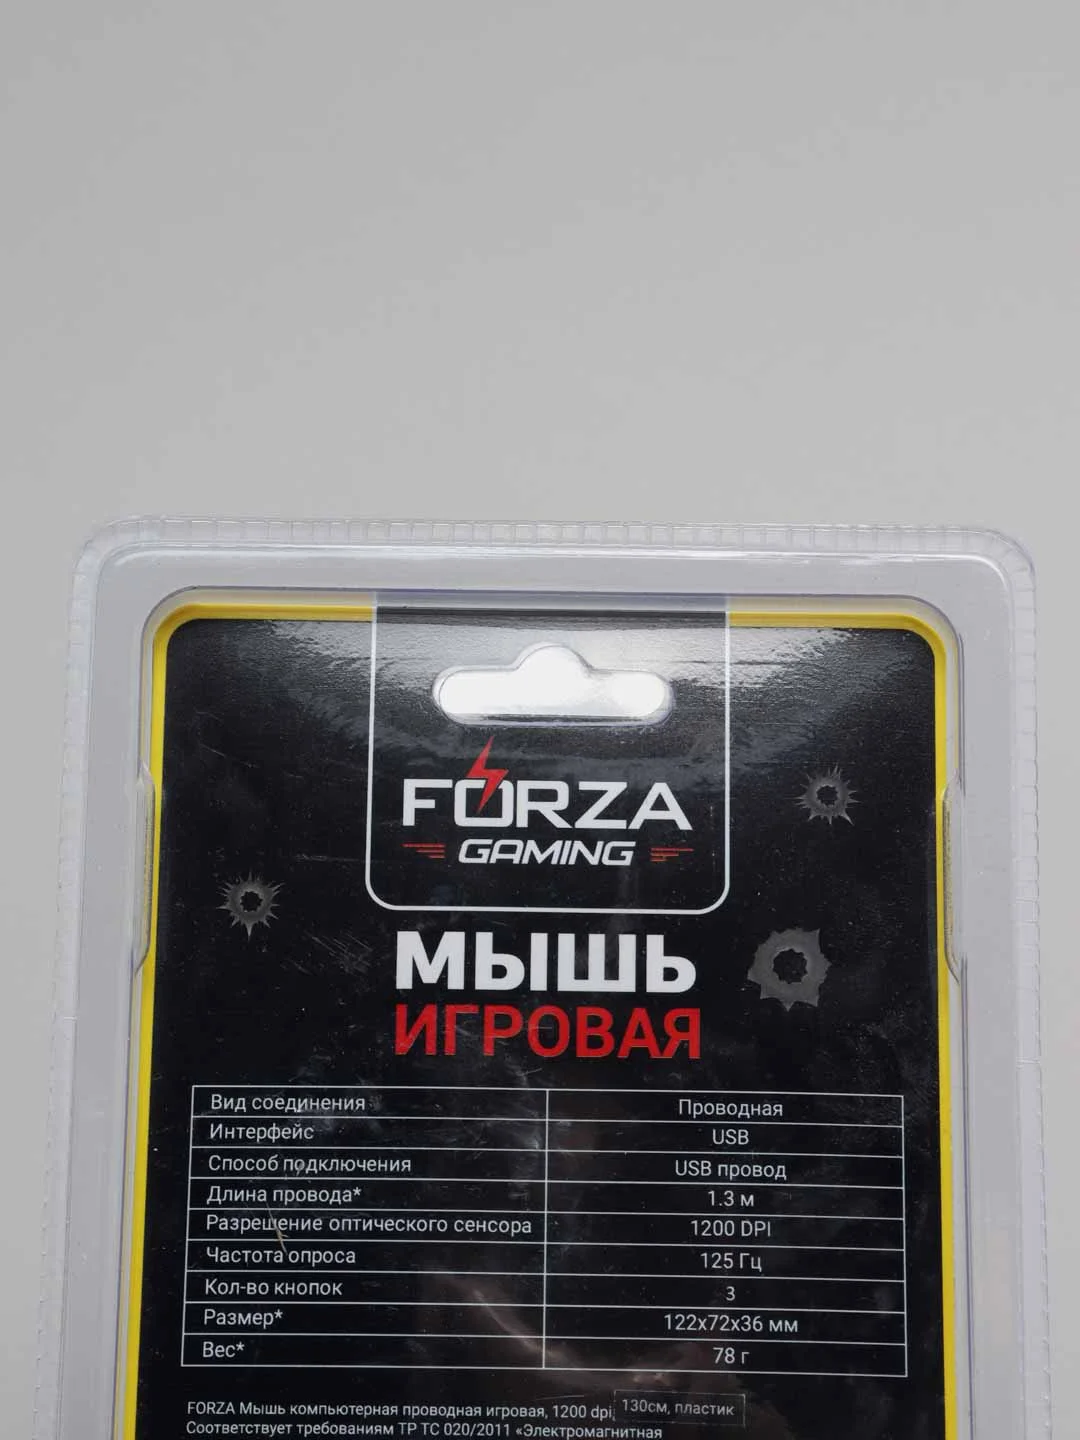 FORZA
GAMING
МЫШЬ
ИГРОВАЯ
Вид соединения Проводная
Интерфейс USB
Способ подключения USB провод
Длина провода* 1.3 м
Разрешение оптического сенсора 1200 DPI
Частота опроса 125 Гц
Кол-во кнопок 3
Размер* 122х72х36 мм
Вес* 78 г
FORZA Мышь компьютерная проводная игровая, 1200 dpi, 130см, пластик
Соответствует требованиям ТР ТС 020/2011 «Электромагнитная